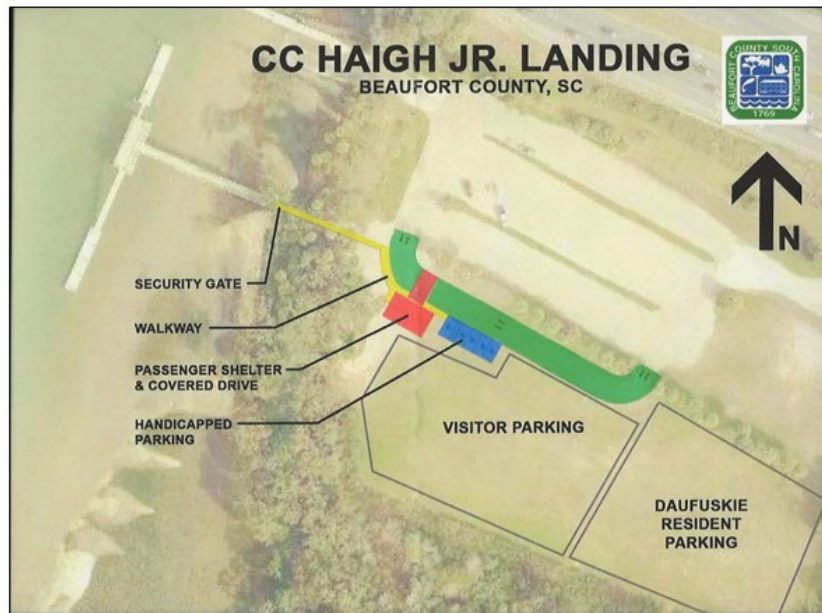 CC HAIGH JR. LANDING
BEAUFORT COUNTY, SC
BEAUFORT COUNTY SOUTH CAROLINA
1769
N
SECURITY GATE
WALKWAY
PASSENGER SHELTER
& COVERED DRIVE
HANDICAPPED
PARKING
VISITOR PARKING
DAUFUSKIE
RESIDENT
PARKING